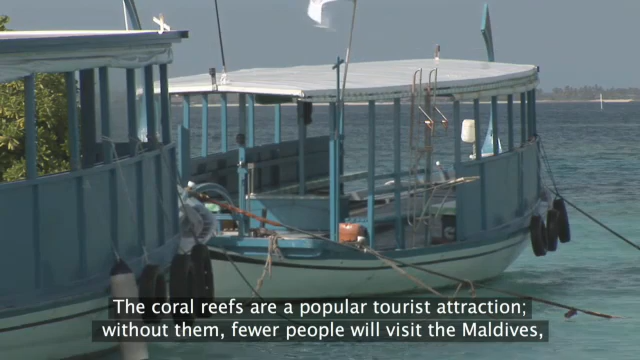 The coral reefs are a popular tourist attraction;
without them, fewer people will visit the Maldives,